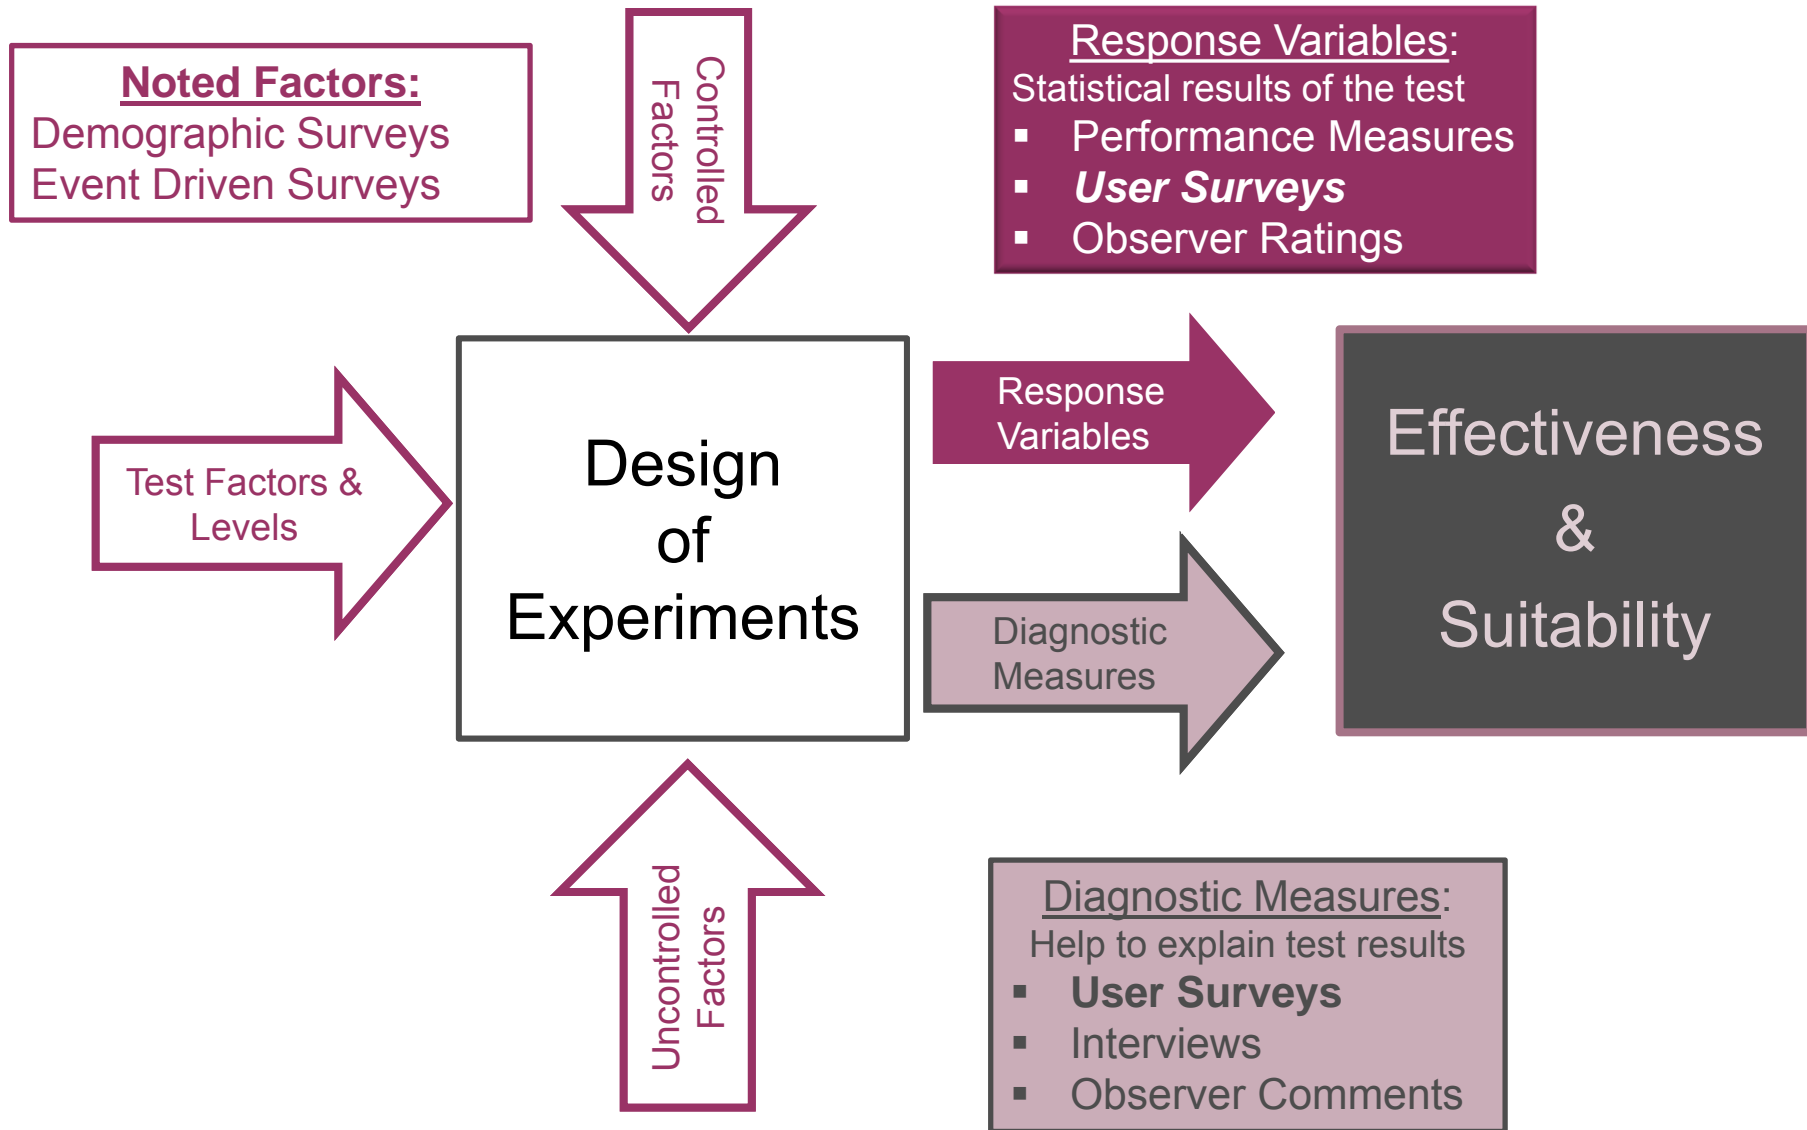 Noted Factors:
Demographic Surveys
Event Driven Surveys
Controlled
Factors
Response Variables:
Statistical results of the test
▪ Performance Measures
▪ User Surveys
▪ Observer Ratings
Test Factors &
Levels
Design
of
Experiments
Response
Variables
Diagnostic
Measures
Effectiveness
&
Suitability
Uncontrolled
Factors
Diagnostic Measures:
Help to explain test results
▪ User Surveys
▪ Interviews
▪ Observer Comments